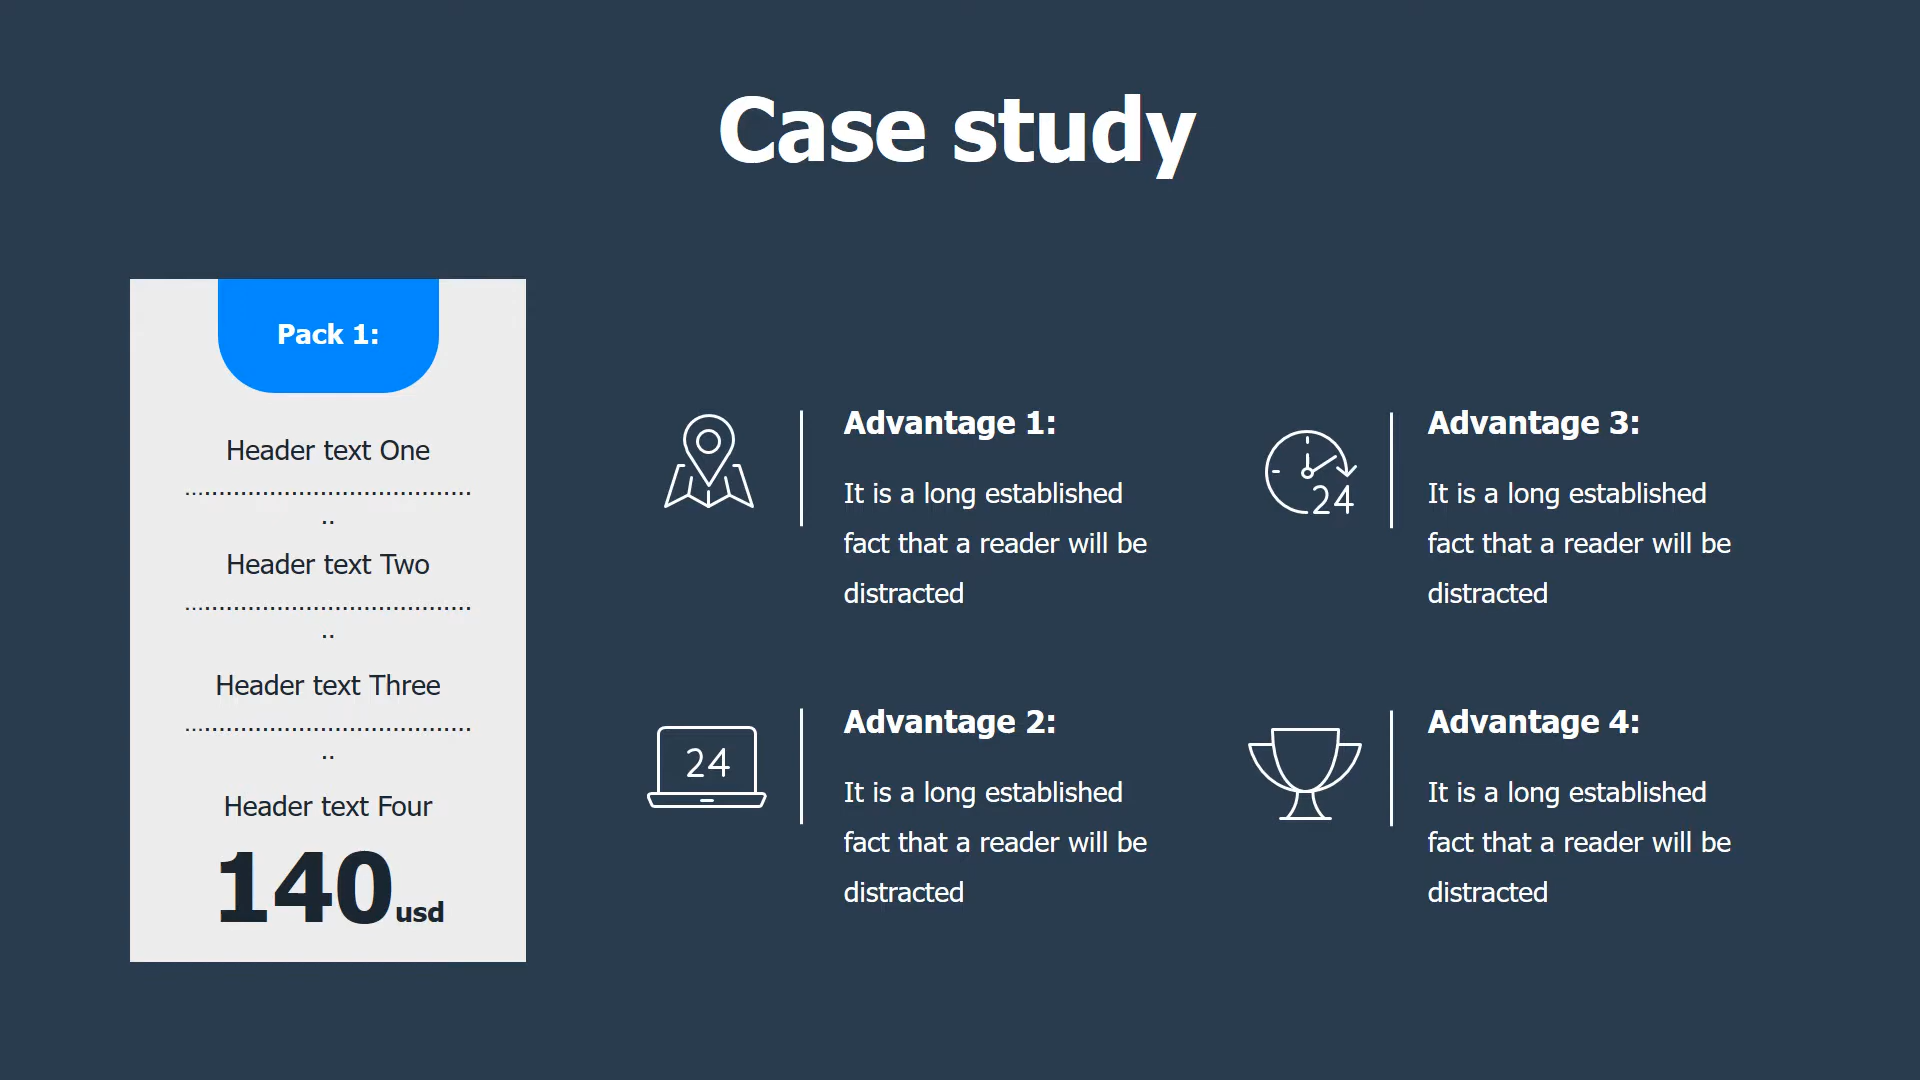 Case study
Pack 1:
Header text One
.......................................
..
Header text Two
.......................................
..
Header text Three
.......................................
..
Header text Four
140usd
Advantage 1:
It is a long established
fact that a reader will be
distracted
24
Advantage 2:
It is a long established
fact that a reader will be
distracted
24
Advantage 3:
It is a long established
fact that a reader will be
distracted
Advantage 4:
It is a long established
fact that a reader will be
distracted